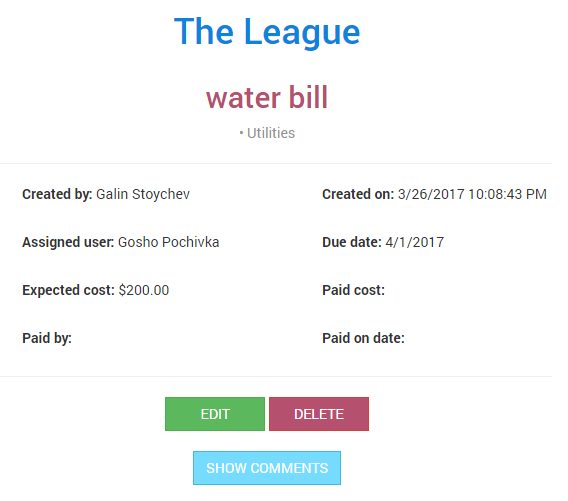 The League
water bill
• Utilities
Created by: Galin Stoychev
Created on: 3/26/2017 10:08:43 PM
Assigned user: Gosho Pochivka
Due date: 4/1/2017
Expected cost: $200.00
Paid cost:
Paid by:
Paid on date:
EDIT
DELETE
SHOW COMMENTS